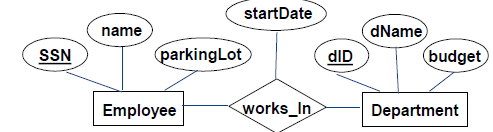 startDate
name
dName
SSN
parkingLot
dID
budget
Employee
works_In
Department